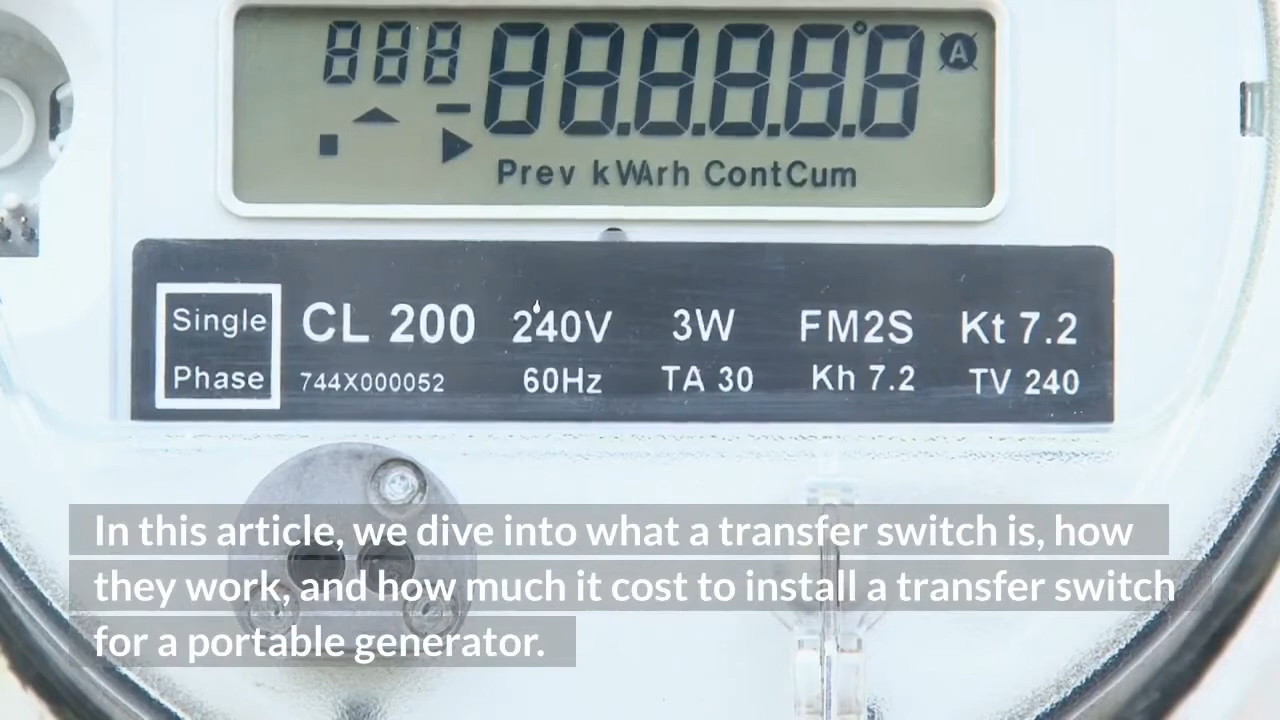 888 88.8.8.8.8 A
Prev kWArh ContCum
Single Phase CL 200 240V 3W FM2S Kt 7.2
744X000052 60Hz TA 30 Kh 7.2 TV 240
In this article, we dive into what a transfer switch is, how
they work, and how much it cost to install a transfer switch
for a portable generator.